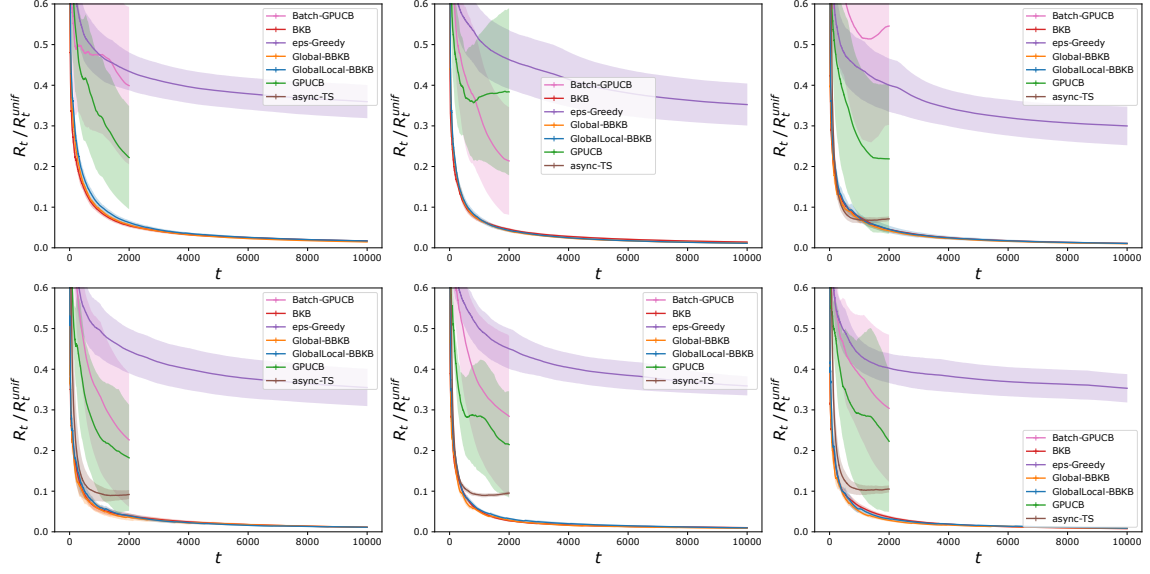 0.6
0.5
0.4
0.3
0.2
0.1
0.0
R_t / R_t^{unif}
0 2000 4000 6000 8000 10000
t
Batch-GPUCB
BKB
eps-Greedy
Global-BBKB
GlobalLocal-BBKB
GPUCB
async-TS
0.6
0.5
0.4
0.3
0.2
0.1
0.0
R_t / R_t^{unif}
0 2000 4000 6000 8000 10000
t
Batch-GPUCB
BKB
eps-Greedy
Global-BBKB
GlobalLocal-BBKB
GPUCB
async-TS
0.6
0.5
0.4
0.3
0.2
0.1
0.0
R_t / R_t^{unif}
0 2000 4000 6000 8000 10000
t
Batch-GPUCB
BKB
eps-Greedy
Global-BBKB
GlobalLocal-BBKB
GPUCB
async-TS
0.6
0.5
0.4
0.3
0.2
0.1
0.0
R_t / R_t^{unif}
0 2000 4000 6000 8000 10000
t
Batch-GPUCB
BKB
eps-Greedy
Global-BBKB
GlobalLocal-BBKB
GPUCB
async-TS
0.6
0.5
0.4
0.3
0.2
0.1
0.0
R_t / R_t^{unif}
0 2000 4000 6000 8000 10000
t
Batch-GPUCB
BKB
eps-Greedy
Global-BBKB
GlobalLocal-BBKB
GPUCB
async-TS
0.6
0.5
0.4
0.3
0.2
0.1
0.0
R_t / R_t^{unif}
0 2000 4000 6000 8000 10000
t
Batch-GPUCB
BKB
eps-Greedy
Global-BBKB
GlobalLocal-BBKB
GPUCB
async-TS